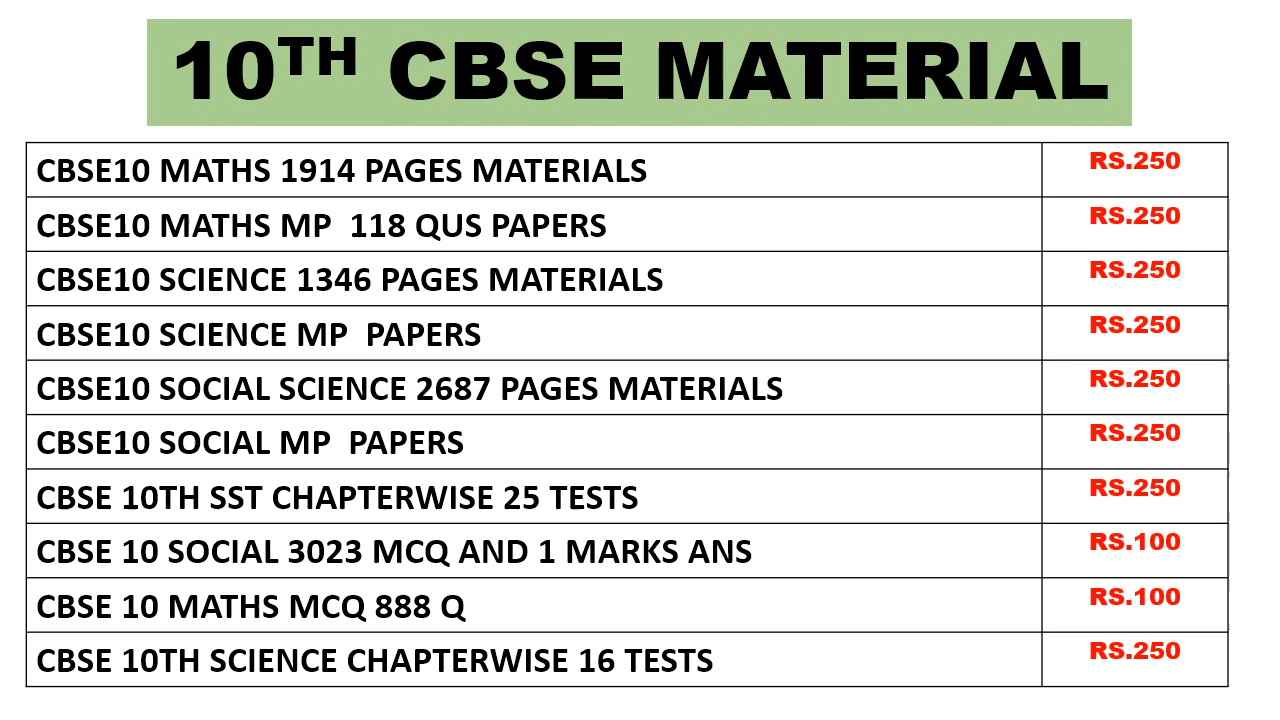 10TH CBSE MATERIAL
CBSE10 MATHS 1914 PAGES MATERIALS RS.250
CBSE10 MATHS MP  118 QUS PAPERS RS.250
CBSE10 SCIENCE 1346 PAGES MATERIALS RS.250
CBSE10 SCIENCE MP  PAPERS RS.250
CBSE10 SOCIAL SCIENCE 2687 PAGES MATERIALS RS.250
CBSE10 SOCIAL MP  PAPERS RS.250
CBSE 10TH SST CHAPTERWISE 25 TESTS RS.250
CBSE 10 SOCIAL 3023 MCQ AND 1 MARKS ANS RS.100
CBSE 10 MATHS MCQ 888 Q RS.100
CBSE 10TH SCIENCE CHAPTERWISE 16 TESTS RS.250